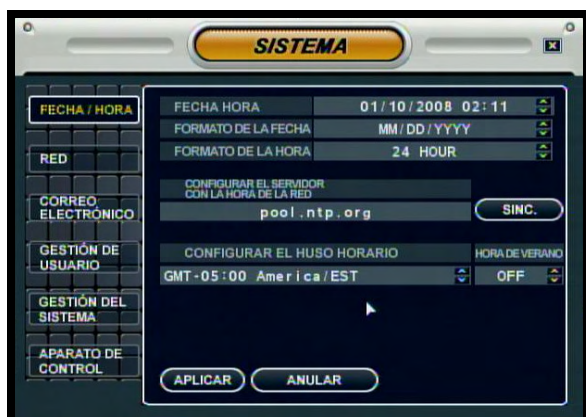 SISTEMA
FECHA / HORA
RED
CORREO
ELECTRÓNICO
GESTIÓN DE
USUARIO
GESTIÓN DEL
SISTEMA
APARATO DE
CONTROL
FECHA HORA 01/10/2008 02:11
FORMATO DE LA FECHA MM/DD/YYYY
FORMATO DE LA HORA 24 HOUR
CONFIGURAR EL SERVIDOR
CON LA HORA DE LA RED
pool.ntp.org SINC.
CONFIGURAR EL HUSO HORARIO HORA DE VERANO
GMT-05:00 America/EST OFF
APLICAR ANULAR